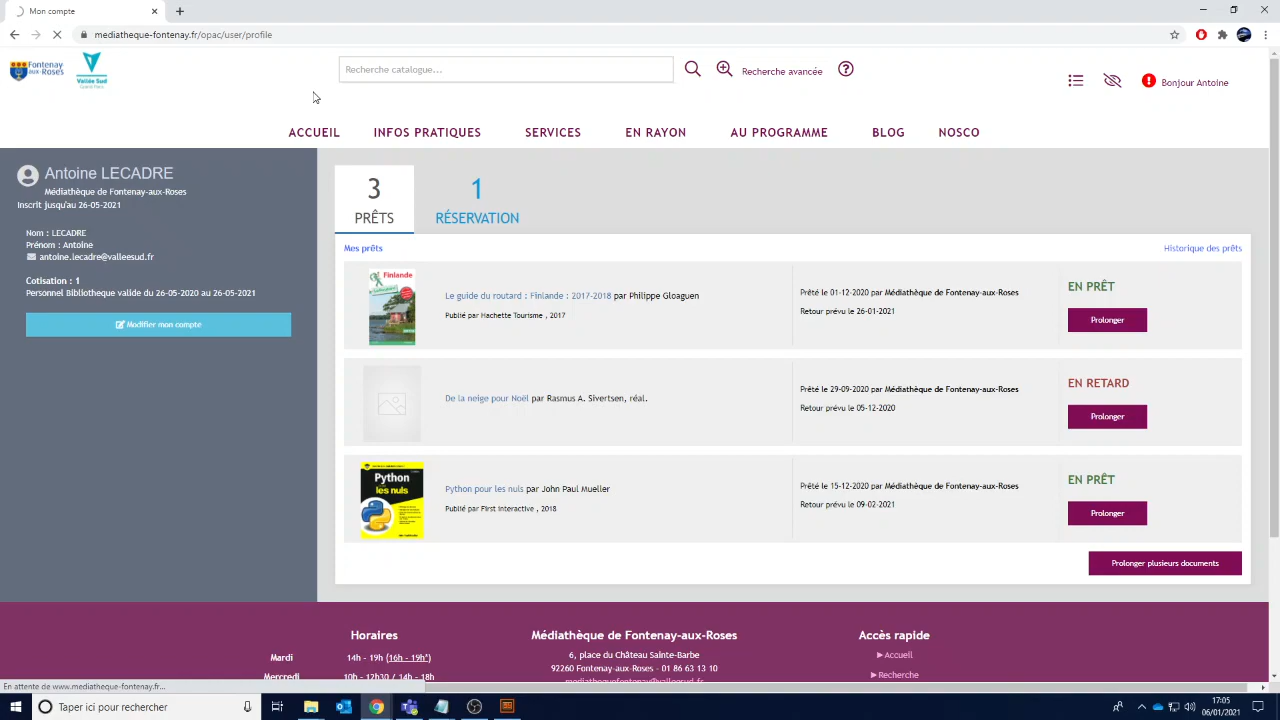 Mon compte
mediatheque-fontenay.fr/opac/user/profile
Fontenay
aux-Roses
Vallée Sud
Grand Paris
Recherche catalogue...
Recherche avancée
Bonjour Antoine
ACCUEIL INFOS PRATIQUES SERVICES EN RAYON AU PROGRAMME BLOG NOSCO
Antoine LECADRE
Médiathèque de Fontenay-aux-Roses
Inscrit jusqu'au 26-05-2021
Nom : LECADRE
Prénom : Antoine
antoine.lecadre@valleesud.fr
Cotisation : 1
Personnel Bibliotheque valide du 26-05-2020 au 26-05-2021
Modifier mon compte
3
PRÊTS
1
RÉSERVATION
Mes prêts
Historique des prêts
Finlande
Le guide du routard : Finlande : 2017-2018 par Philippe Gloaguen
Publié par Hachette Tourisme , 2017
Prêté le 01-12-2020 par Médiathèque de Fontenay-aux-Roses
Retour prévu le 26-01-2021
EN PRÊT
Prolonger
De la neige pour Noël par Rasmus A. Sivertsen, réal.
Prêté le 29-09-2020 par Médiathèque de Fontenay-aux-Roses
Retour prévu le 05-12-2020
EN RETARD
Prolonger
Python
les nuls
Python pour les nuls par John Paul Mueller
Publié par First Interactive , 2018
Prêté le 15-12-2020 par Médiathèque de Fontenay-aux-Roses
Retour prévu le 09-02-2021
EN PRÊT
Prolonger
Prolonger plusieurs documents
Horaires
Mardi 14h - 19h (16h - 19h*)
Mercredi 10h - 12h30 / 14h - 18h
Médiathèque de Fontenay-aux-Roses
6, place du Château Sainte-Barbe
92260 Fontenay-aux-Roses - 01 86 63 13 10
mediathequefontenay@valleesud.fr
Accès rapide
Accueil
Recherche
En attente de www.mediatheque-fontenay.fr...
Taper ici pour rechercher
17:05
06/01/2021